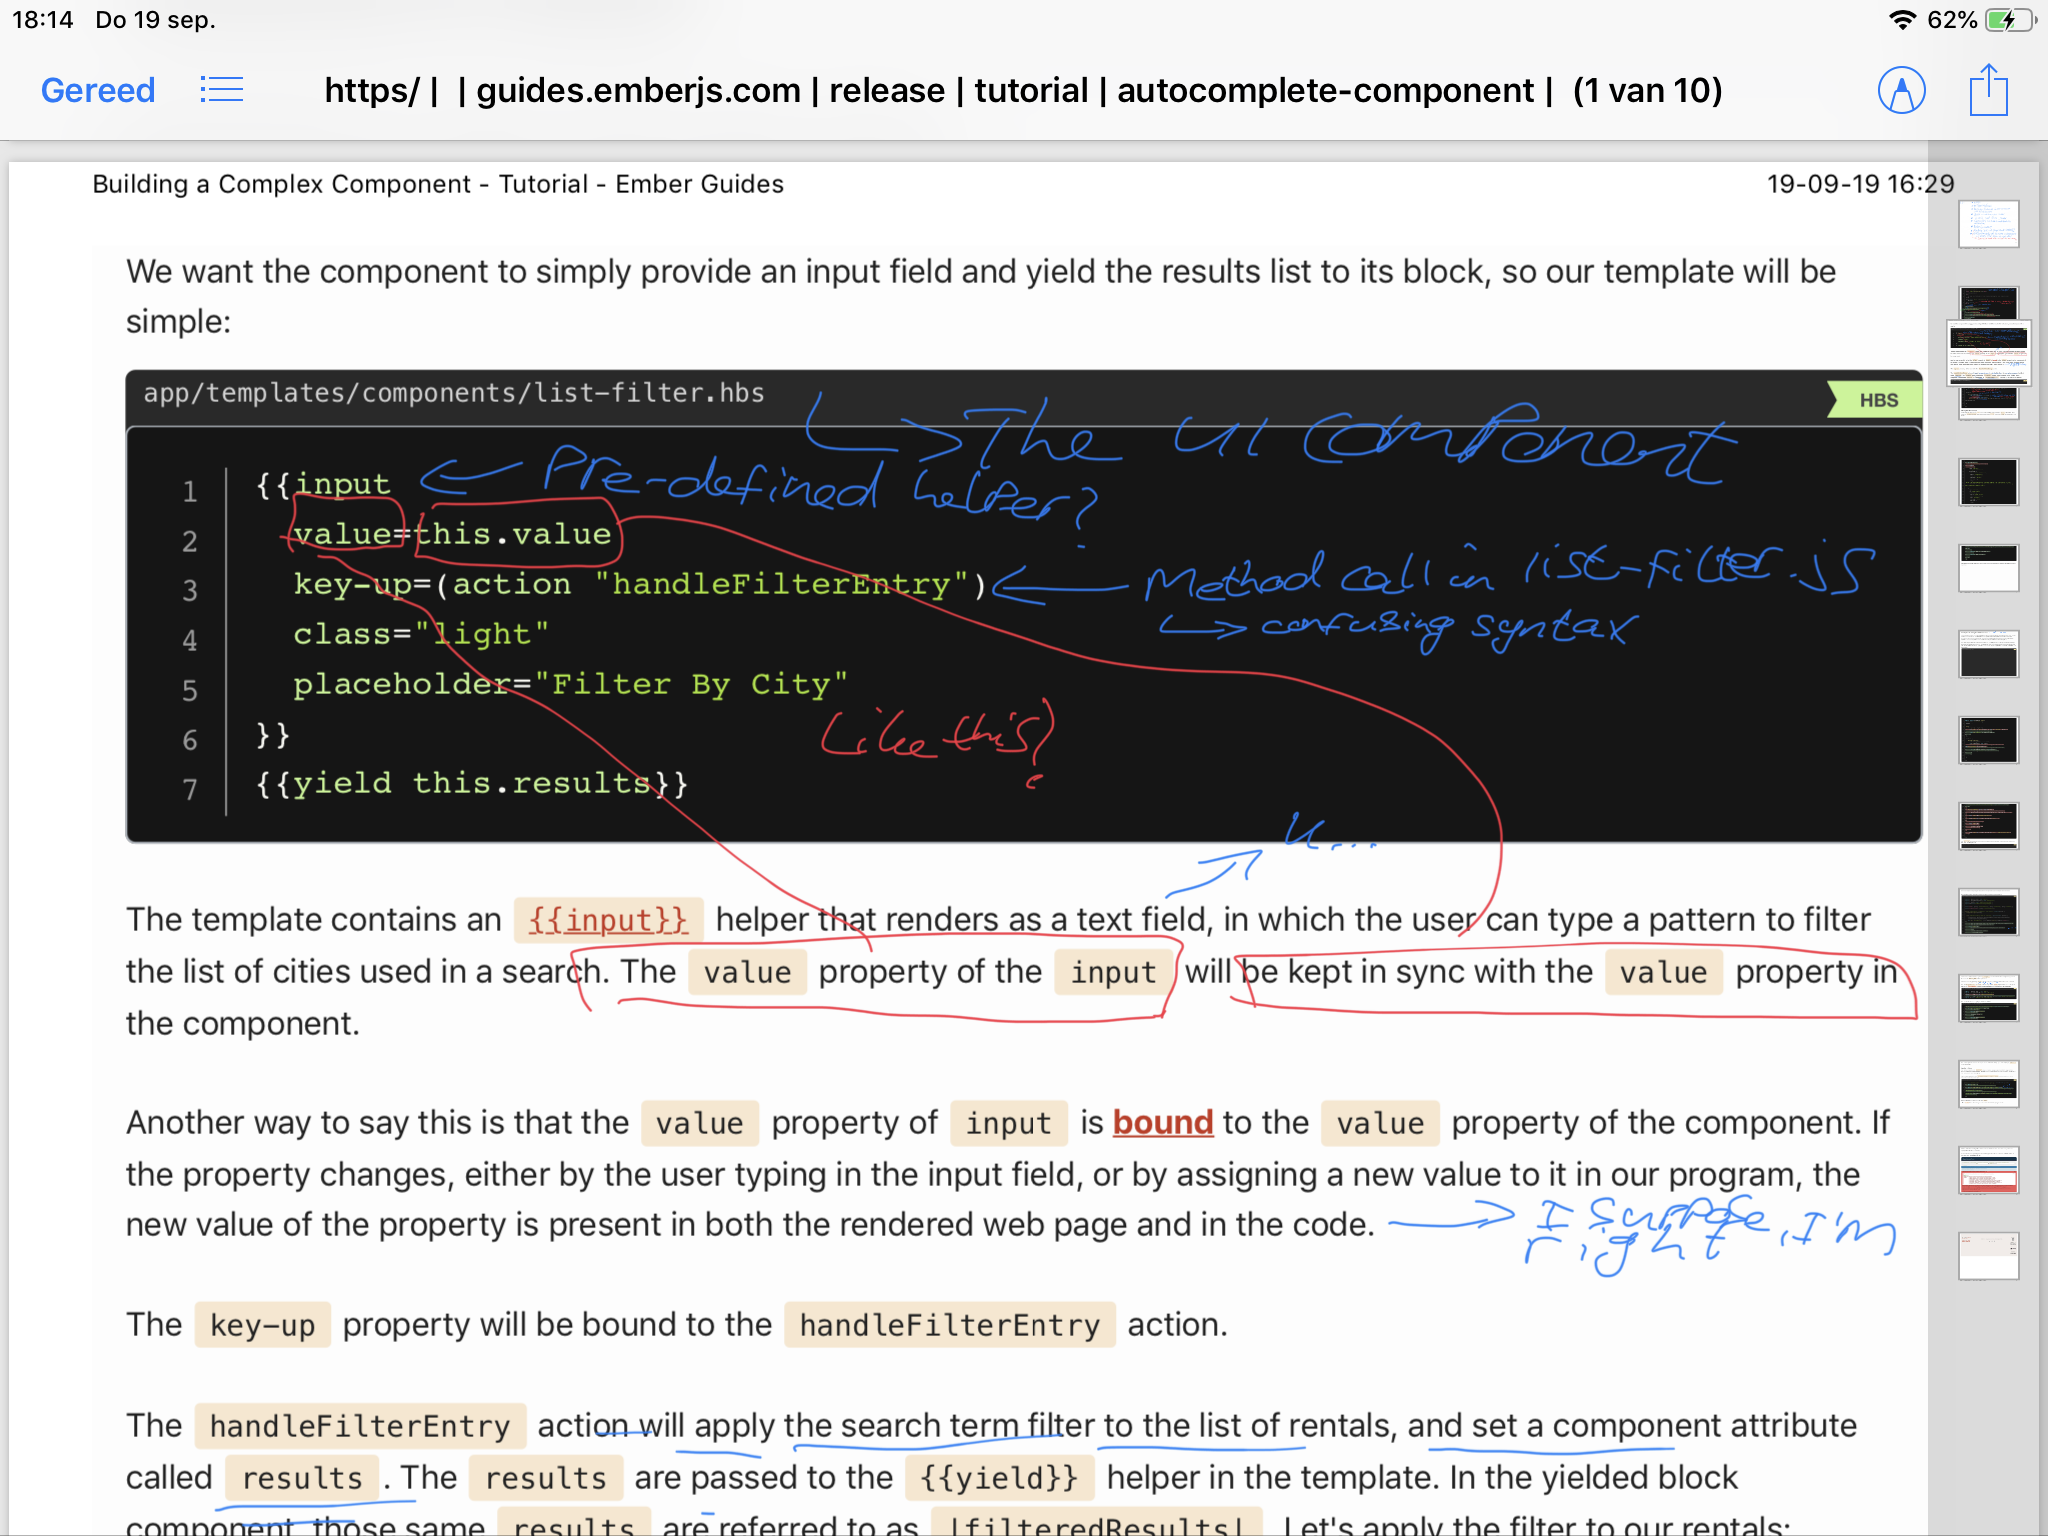 18:14 Do 19 sep. 62%
Gereed https/ | | guides.emberjs.com | release | tutorial | autocomplete-component | (1 van 10)
Building a Complex Component - Tutorial - Ember Guides 19-09-19 16:29
We want the component to simply provide an input field and yield the results list to its block, so our template will be
simple:
app/templates/components/list-filter.hbs
HBS
The UI component
1 {{input
Pre-defined helper?
2 value=this.value
3 key-up=(action "handleFilterEntry")
Method call in list-filter.js
confusing syntax
4 class="light"
5 placeholder="Filter By City"
Like this?
6 }}
7 {{yield this.results}}
The template contains an {{input}} helper that renders as a text field, in which the user can type a pattern to filter
the list of cities used in a search. The value property of the input will be kept in sync with the value property in
the component.
Another way to say this is that the value property of input is bound to the value property of the component. If
the property changes, either by the user typing in the input field, or by assigning a new value to it in our program, the
new value of the property is present in both the rendered web page and in the code.
I suppose, I'm
right
The key-up property will be bound to the handleFilterEntry action.
The handleFilterEntry action will apply the search term filter to the list of rentals, and set a component attribute
called results . The results are passed to the {{yield}} helper in the template. In the yielded block
component, those same results are referred to as |filteredResults| . Let's apply the filter to our rentals: